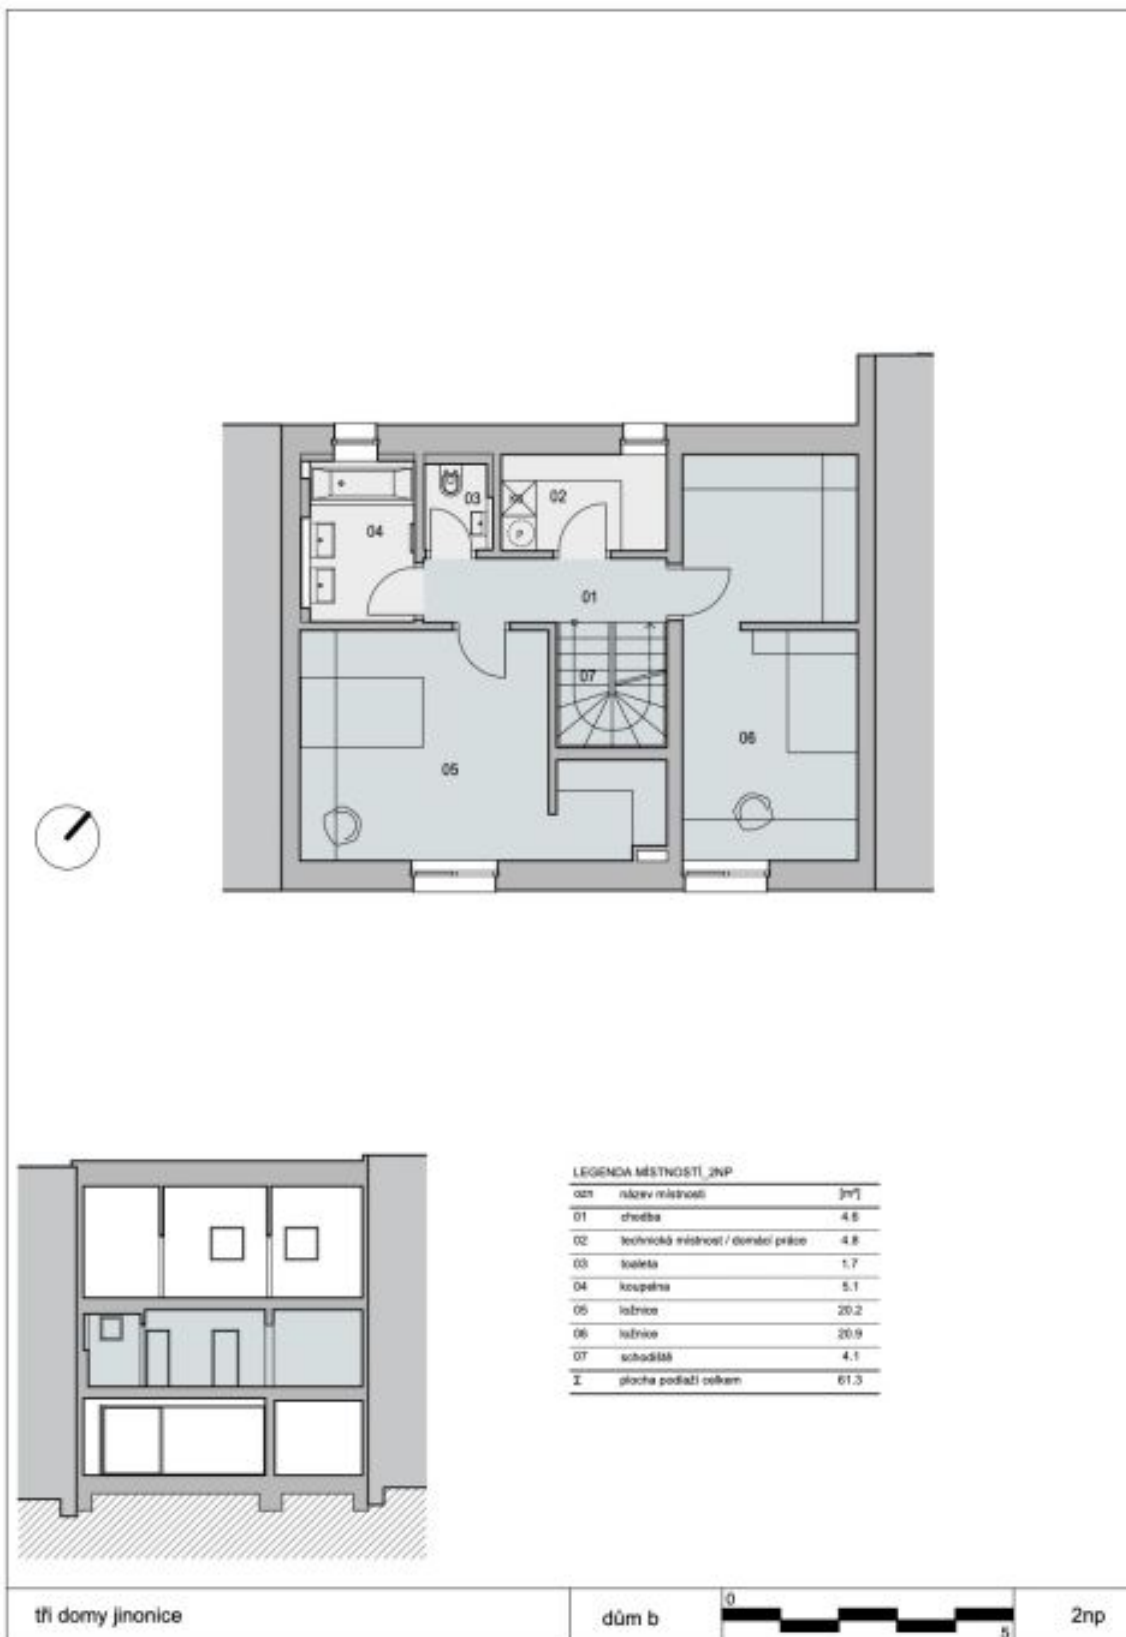 03
02
04
P
01
07
06
05
LEGENDA MÍSTNOSTÍ_2NP
ozn název místnosti [m²]
01 chodba 4.6
02 technická místnost / domácí práce 4.8
03 toaleta 1.7
04 koupelna 5.1
05 ložnice 20.2
06 ložnice 20.9
07 schodiště 4.1
Σ plocha podlaží celkem 61.3
0
tři domy jinonice dům b 2np
5